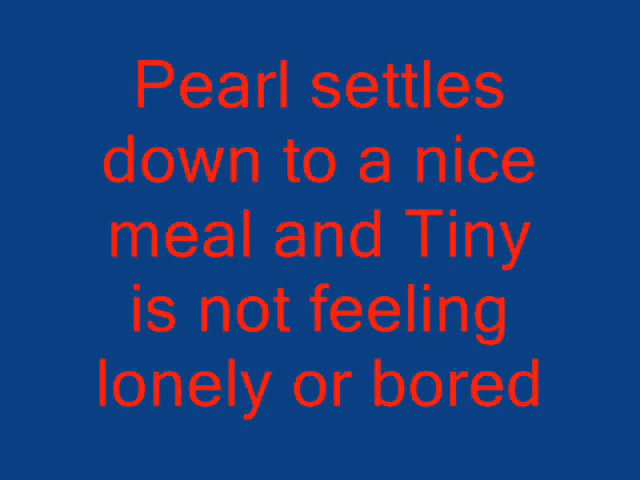 Pearl settles
down to a nice
meal and Tiny
is not feeling
lonely or bored